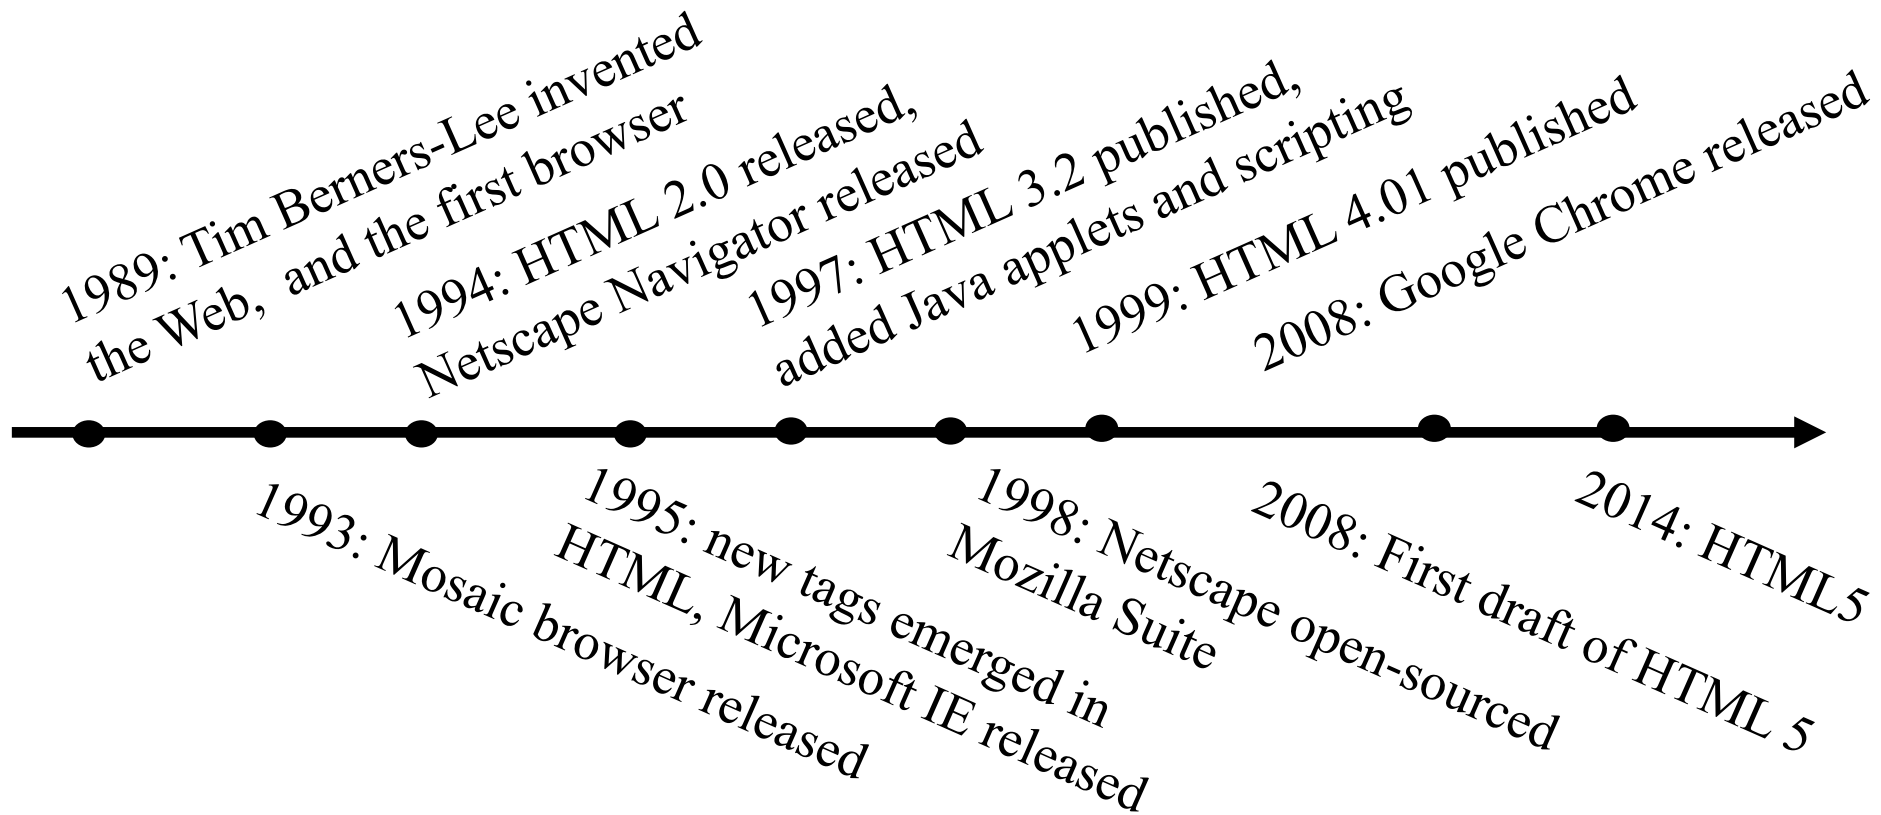 1989: Tim Berners-Lee invented
the Web, and the first browser
1994: HTML 2.0 released,
Netscape Navigator released
1997: HTML 3.2 published,
added Java applets and scripting
1999: HTML 4.01 published
2008: Google Chrome released
1993: Mosaic browser released
1995: new tags emerged in
HTML, Microsoft IE released
1998: Netscape open-sourced
Mozilla Suite
2008: First draft of HTML 5
2014: HTML5